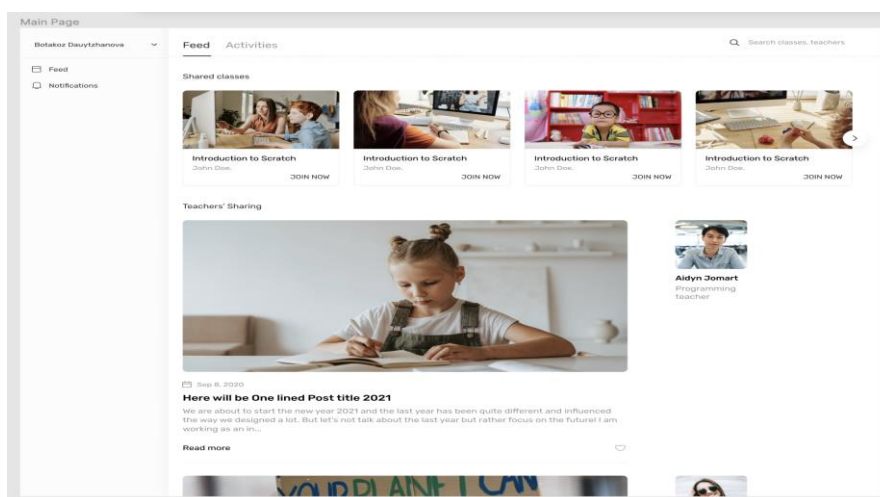 Main Page
Botakoz Dauytzhanova
Feed
Notifications
Feed Activities
Search classes, teachers
Shared classes
Introduction to Scratch
John Doe.
JOIN NOW
Introduction to Scratch
John Doe.
JOIN NOW
Introduction to Scratch
John Doe.
JOIN NOW
Introduction to Scratch
John Doe.
JOIN NOW
Teachers' Sharing
Aidyn Jomart
Programming
teacher
Sep 8, 2020
Here will be One lined Post title 2021
We are about to start the new year 2021 and the last year has been quite different and influenced
the way we designed a lot. But let's not talk about the last year but rather focus on the future! I am
working as an in...
Read more
I CAN